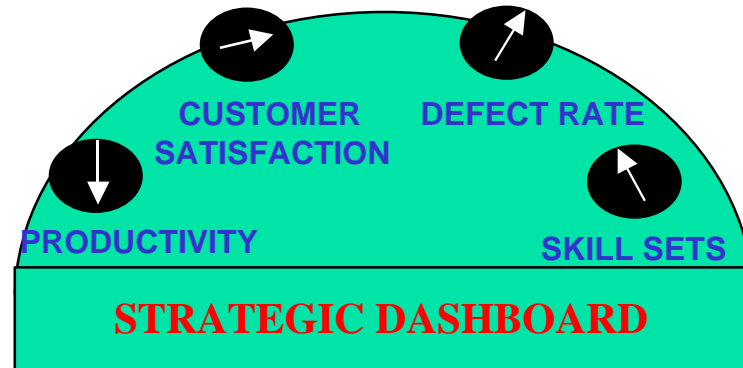 CUSTOMER
SATISFACTION
DEFECT RATE
PRODUCTIVITY
SKILL SETS
STRATEGIC DASHBOARD